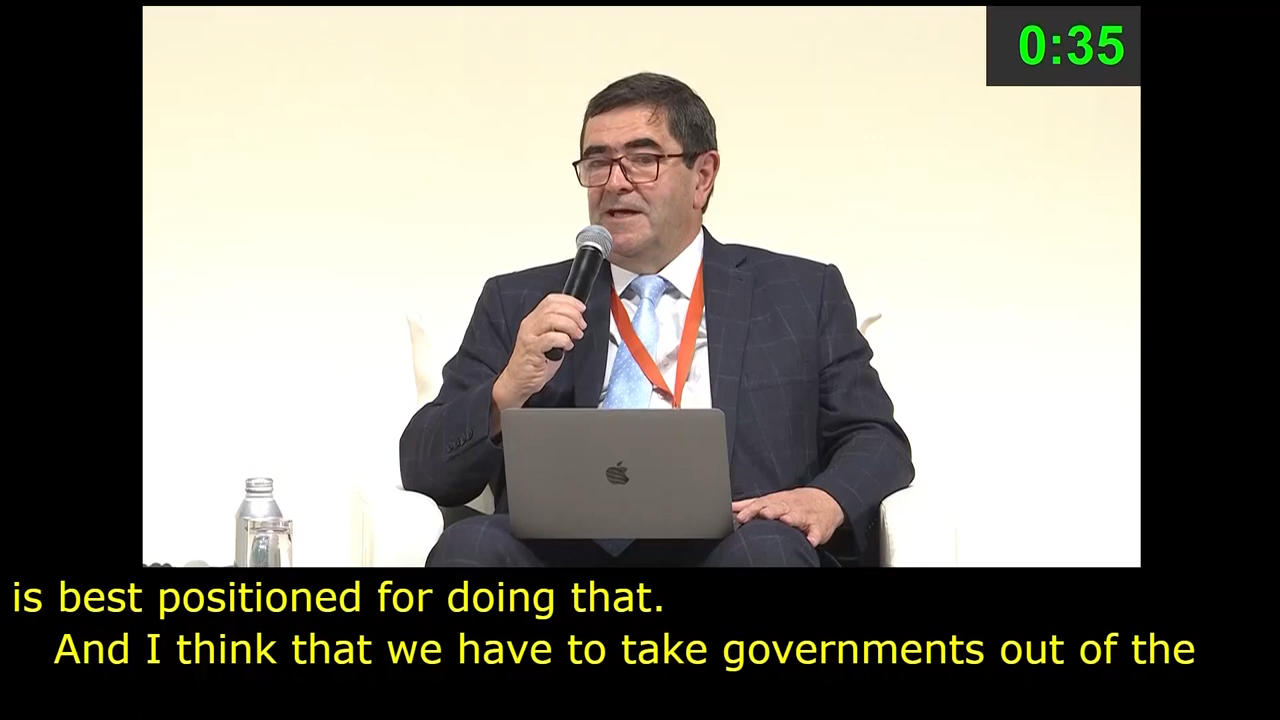 0:35
is best positioned for doing that.
And I think that we have to take governments out of the